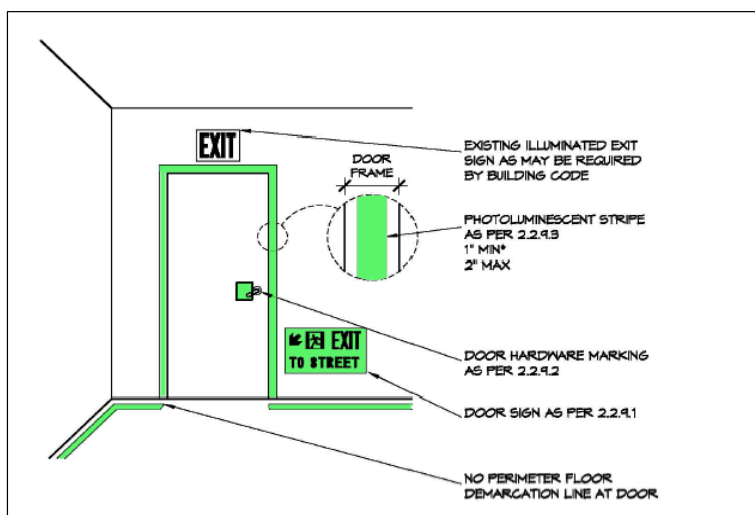 EXIT
DOOR
FRAME
EXISTING ILLUMINATED EXIT
SIGN AS MAY BE REQUIRED
BY BUILDING CODE
PHOTOLUMINESCENT STRIPE
AS PER 2.2.9.3
1" MIN*
2" MAX
EXIT
TO STREET
DOOR HARDWARE MARKING
AS PER 2.2.9.2
DOOR SIGN AS PER 2.2.9.1
NO PERIMETER FLOOR
DEMARCATION LINE AT DOOR